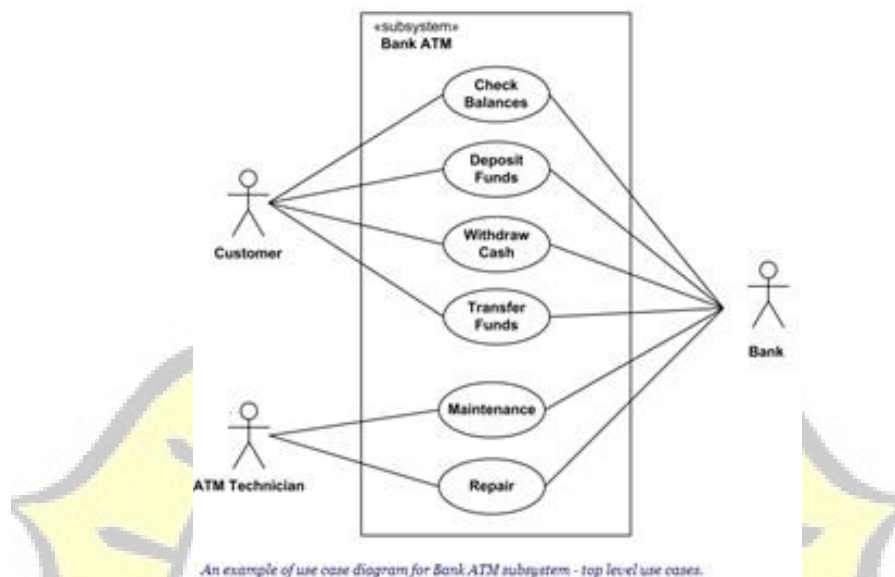 «subsystem»
Bank ATM
Check
Balances
Deposit
Funds
Withdraw
Cash
Transfer
Funds
Customer
Bank
Maintenance
ATM Technician
Repair
An example of use case diagram for Bank ATM subsystem - top level use cases.